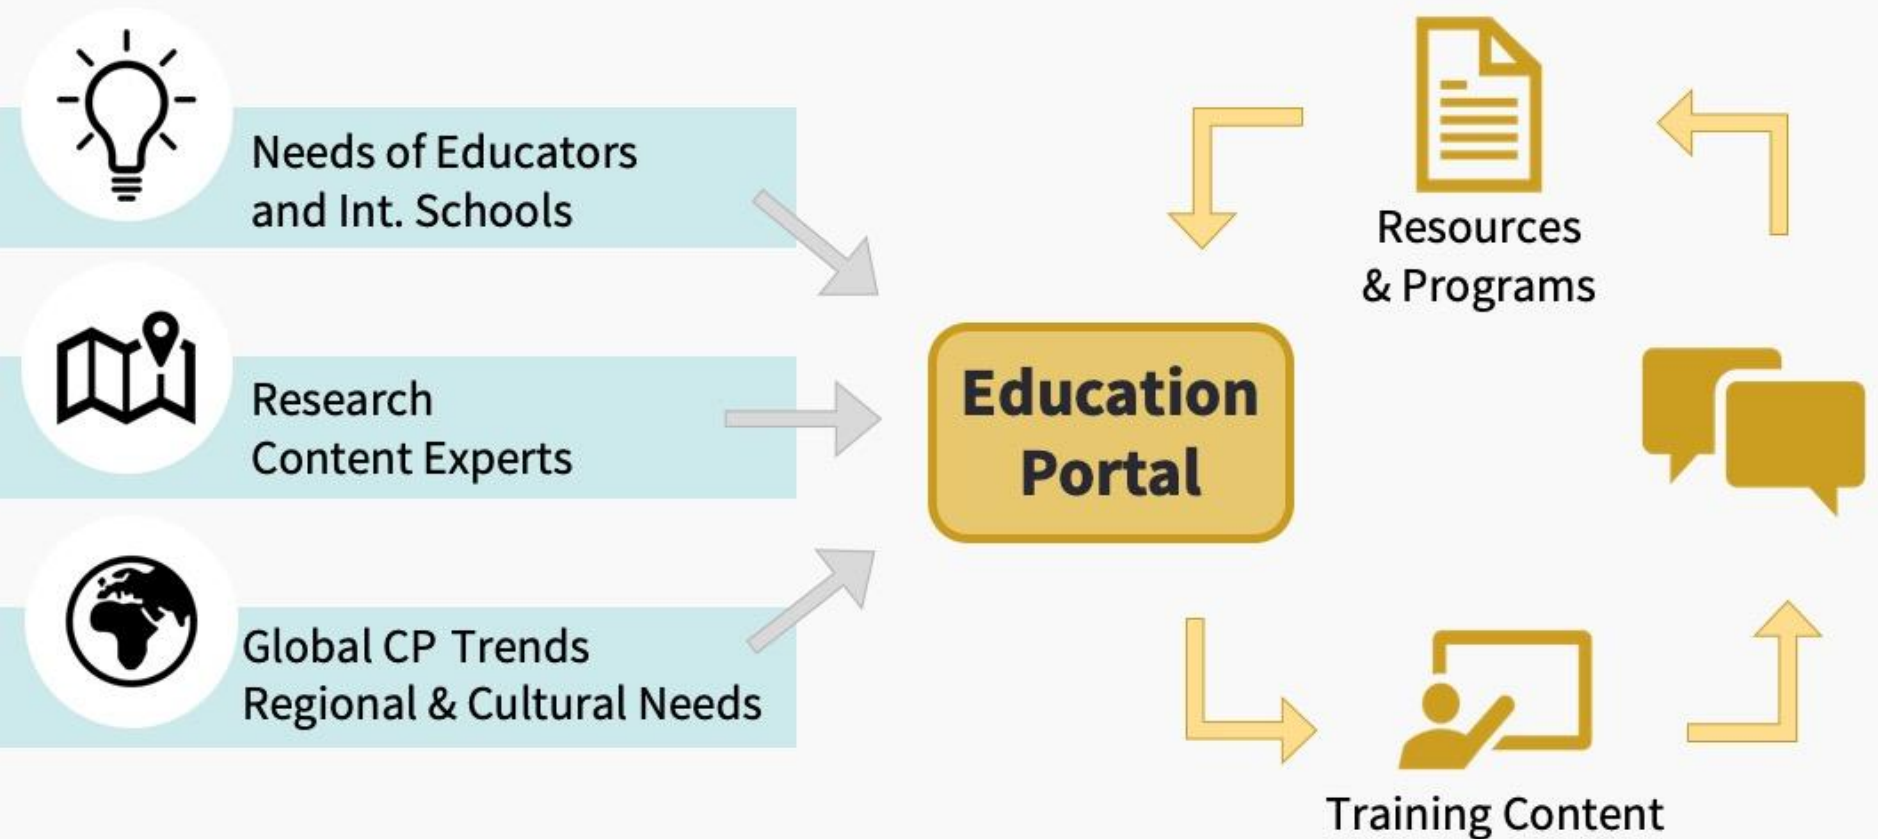 Needs of Educators
and Int. Schools
Research
Content Experts
Global CP Trends
Regional & Cultural Needs
Education
Portal
Resources
& Programs
Training Content